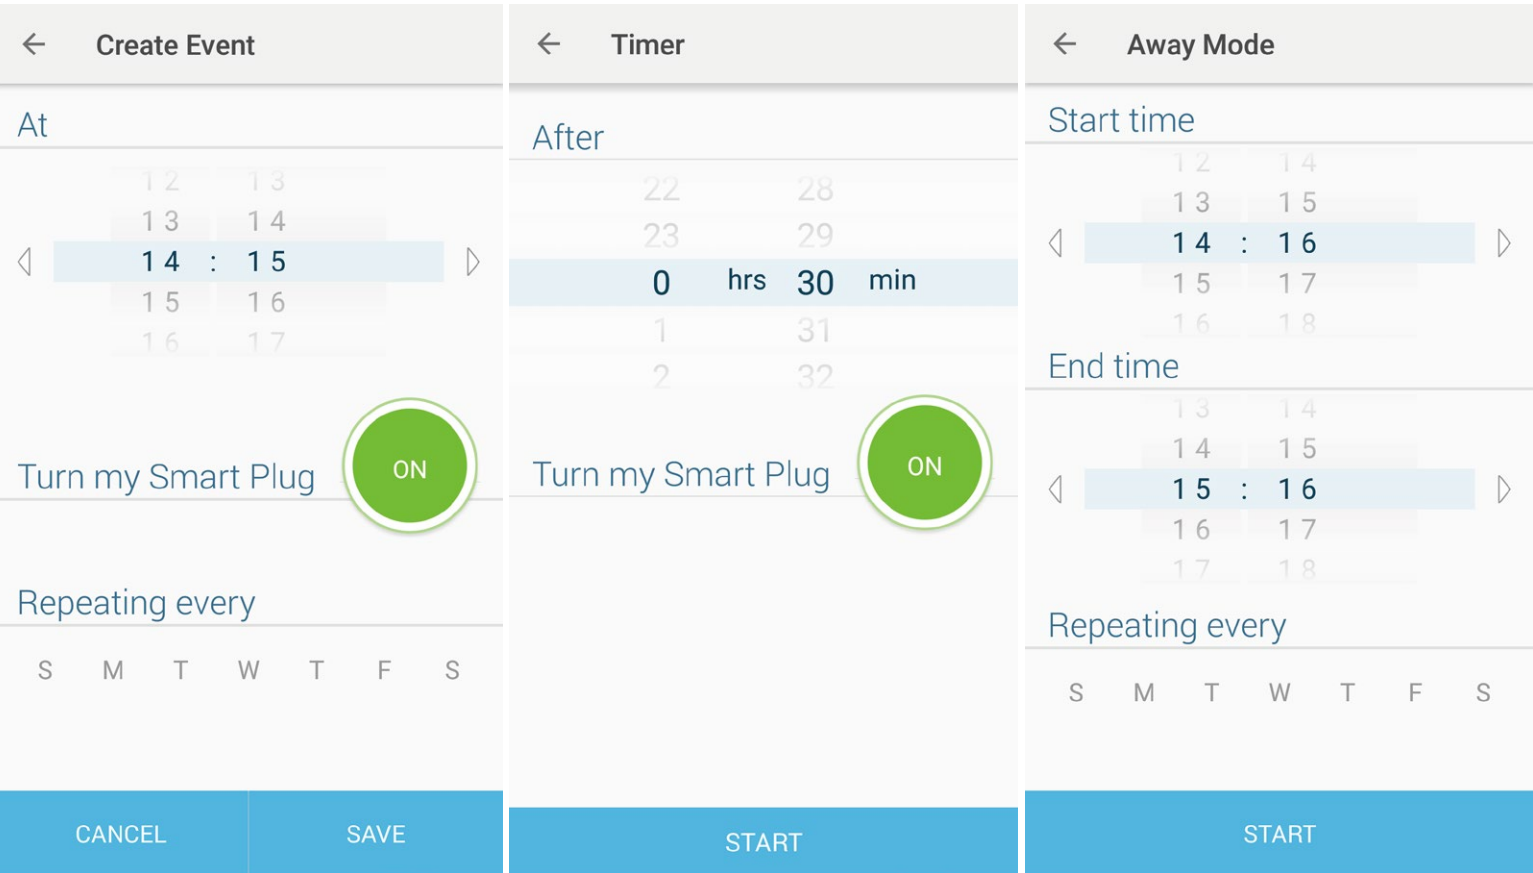 Create Event
At
12 13
13 14
14 : 15
15 16
16 17
Turn my Smart Plug ON
Repeating every
S M T W T F S
CANCEL SAVE
Timer
After
22 28
23 29
0 hrs 30 min
1 31
2 32
Turn my Smart Plug ON
START
Away Mode
Start time
12 14
13 15
14 : 16
15 17
16 18
End time
13 14
14 15
15 : 16
16 17
17 18
Repeating every
S M T W T F S
START